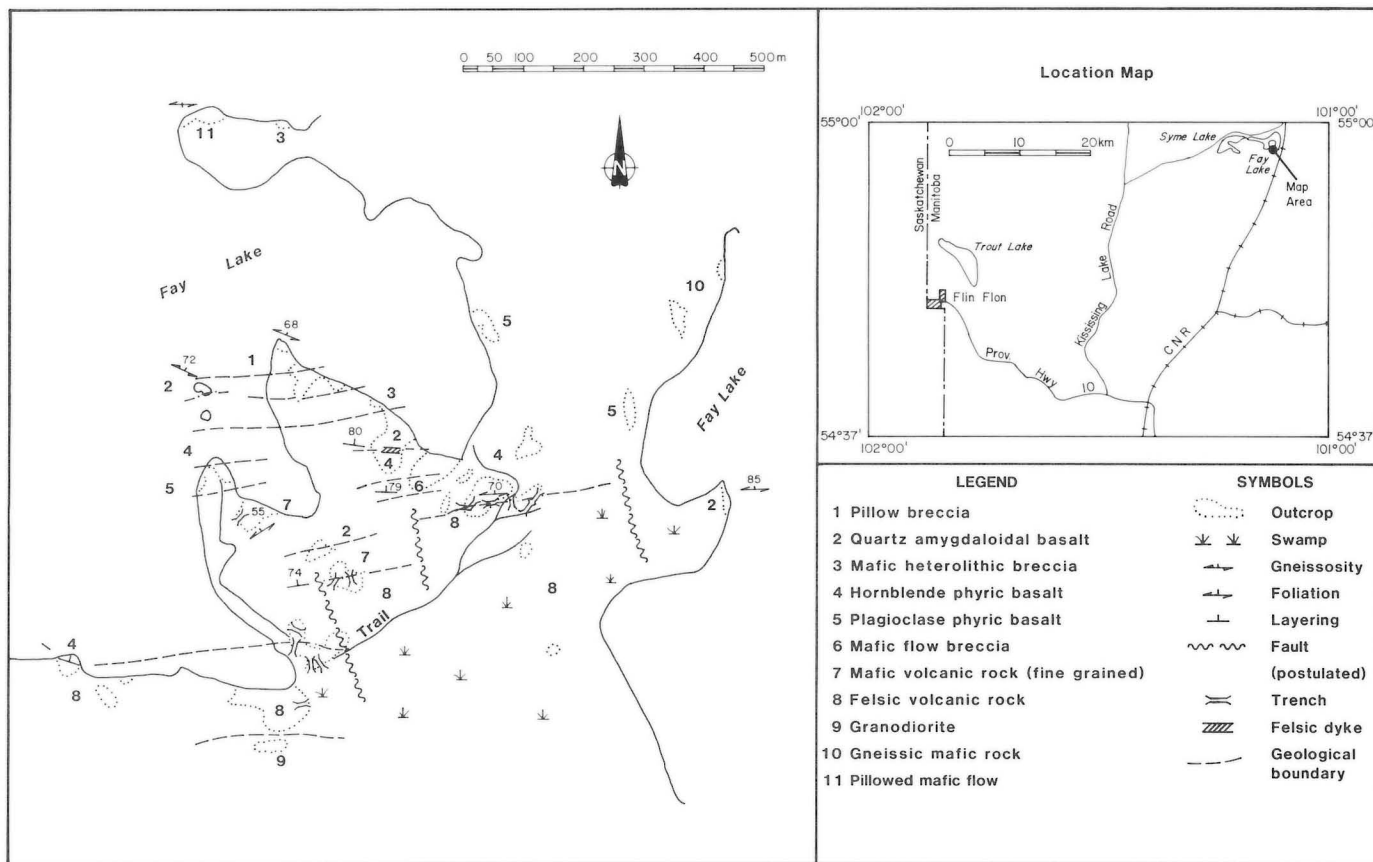 0 50 100 200 300 400 500m
11
3
N
Fay Lake
10
5
68
72
1
2
3
5
Fay Lake
80
2
4
4
4
79
6
70
85
5
7
55
8
2
2
7
74
8
8
Trail
4
8
8
9
Location Map
102°00'
101°00'
55°00'
55°00'
0 10 20km
Syme Lake
Fay Lake
Map Area
Saskatchewan
Manitoba
Trout Lake
Flin Flon
Kississing Lake Road
Prov. Hwy 10
C N R
54°37'
54°37'
102°00'
101°00'
LEGEND
1 Pillow breccia
2 Quartz amygdaloidal basalt
3 Mafic heterolithic breccia
4 Hornblende phyric basalt
5 Plagioclase phyric basalt
6 Mafic flow breccia
7 Mafic volcanic rock (fine grained)
8 Felsic volcanic rock
9 Granodiorite
10 Gneissic mafic rock
11 Pillowed mafic flow
SYMBOLS
Outcrop
Swamp
Gneissosity
Foliation
Layering
Fault
(postulated)
Trench
Felsic dyke
Geological
boundary